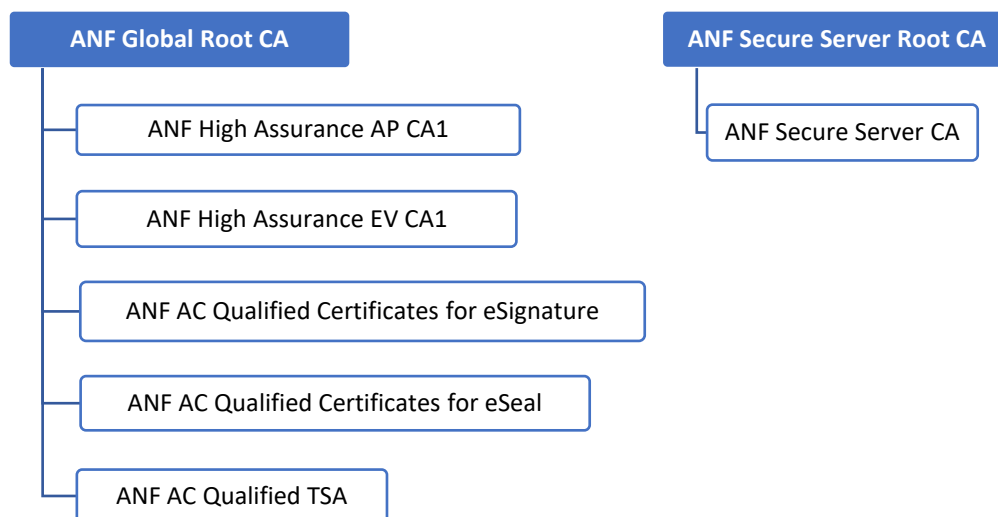 ANF Global Root CA
ANF High Assurance AP CA1
ANF High Assurance EV CA1
ANF AC Qualified Certificates for eSignature
ANF AC Qualified Certificates for eSeal
ANF AC Qualified TSA
ANF Secure Server Root CA
ANF Secure Server CA